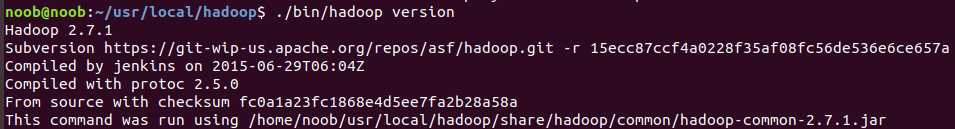 noob@noob:~/usr/local/hadoop$ ./bin/hadoop version
Hadoop 2.7.1
Subversion https://git-wip-us.apache.org/repos/asf/hadoop.git -r 15ecc87ccf4a0228f35af08fc56de536e6ce657a
Compiled by jenkins on 2015-06-29T06:04Z
Compiled with protoc 2.5.0
From source with checksum fc0a1a23fc1868e4d5ee7fa2b28a58a
This command was run using /home/noob/usr/local/hadoop/share/hadoop/common/hadoop-common-2.7.1.jar